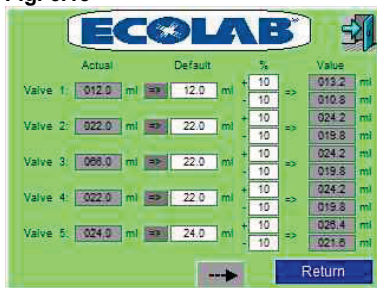 ECOLAB
Actual Default % Value
Valve 1: 012.0 ml => 12.0 ml + 10 => 013.2 ml
- 10 010.8 ml
Valve 2: 022.0 ml => 22.0 ml + 10 => 024.2 ml
- 10 019.8 ml
Valve 3: 066.0 ml => 22.0 ml + 10 => 024.2 ml
- 10 019.8 ml
Valve 4: 022.0 ml => 22.0 ml + 10 => 024.2 ml
- 10 019.8 ml
Valve 5: 024.0 ml => 24.0 ml + 10 => 026.4 ml
- 10 021.6 ml
Return